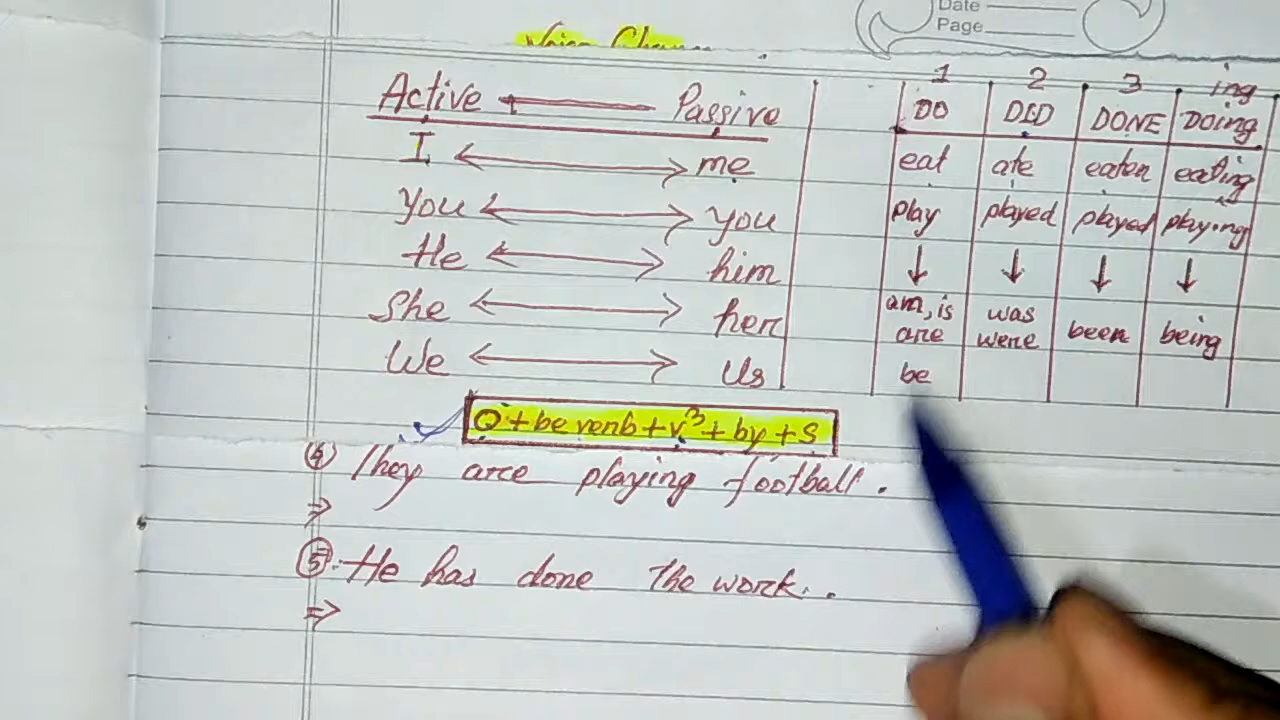 Date
Page
Voice Change
Active Passive
I me
You you
He him
She her
We Us
1 2 3 ing
DO DID DONE DOing
eat ate eaten eating
play played played playing
am, is are was were been being
be
O + be verb + v3 + by + S
(4) They are playing football.
⇒
(5). He has done The work..
⇒